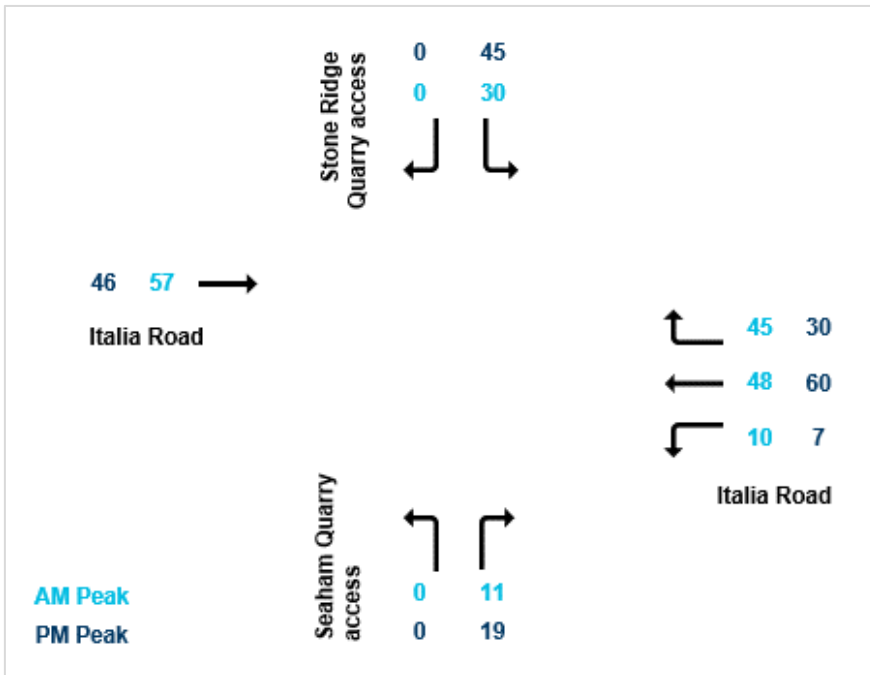 Stone Ridge
Quarry access
0 45
0 30
46 57
Italia Road
45 30
48 60
10 7
Italia Road
Seaham Quarry
access
0 11
0 19
AM Peak
PM Peak